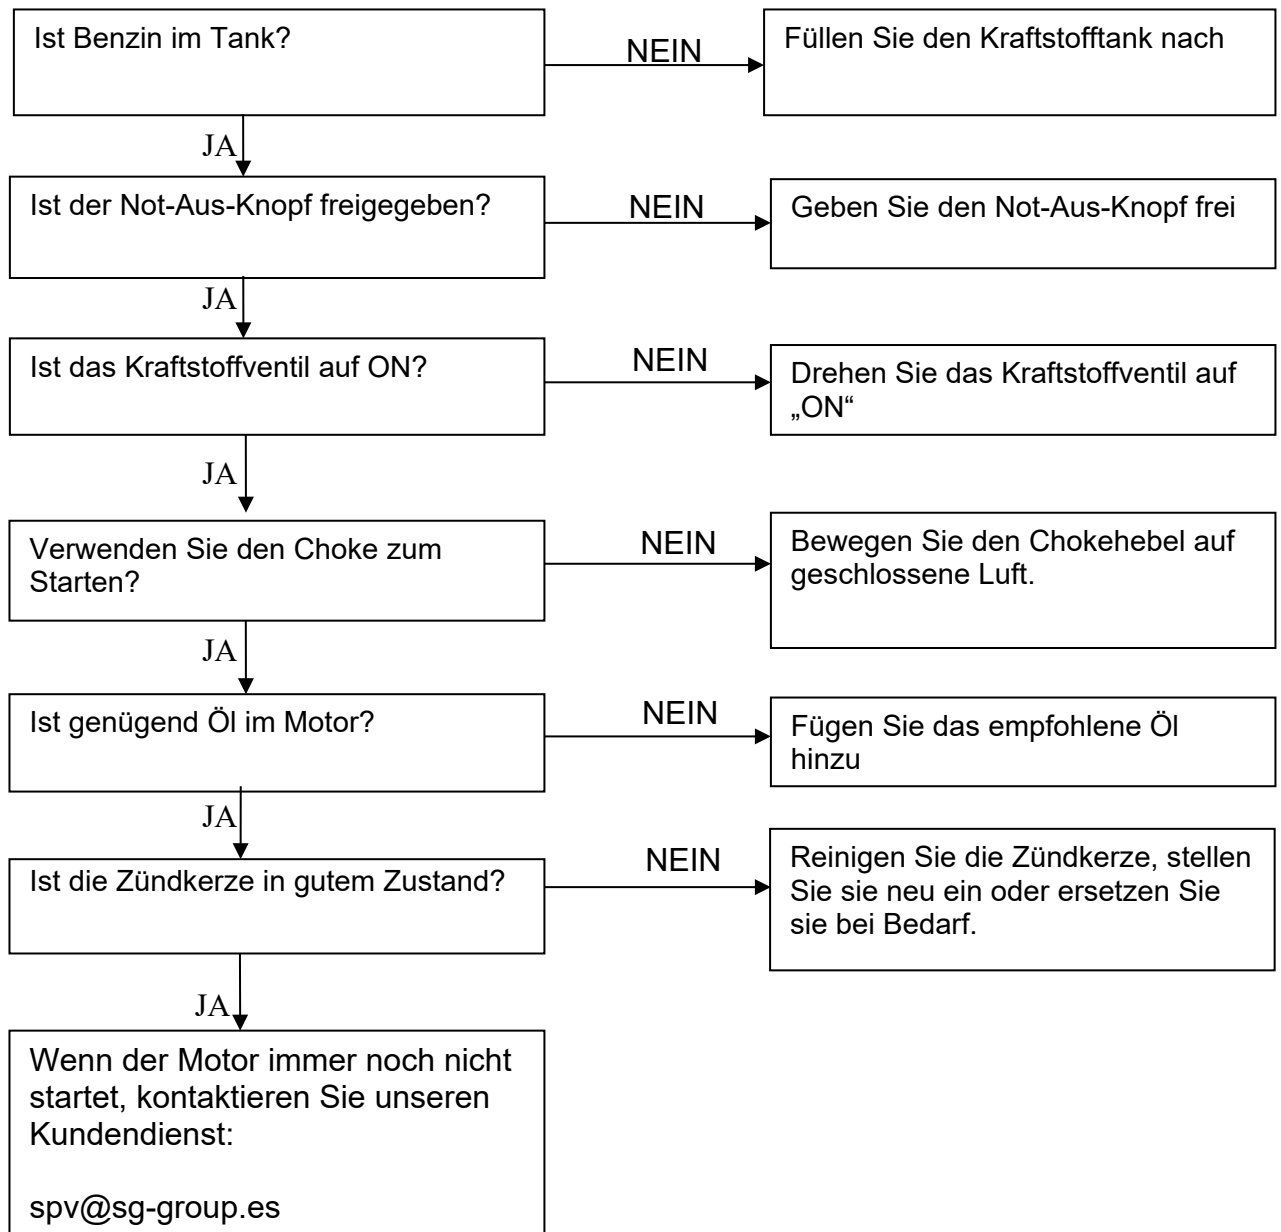 Ist Benzin im Tank?
NEIN
Füllen Sie den Kraftstofftank nach
JA
Ist der Not-Aus-Knopf freigegeben?
NEIN
Geben Sie den Not-Aus-Knopf frei
JA
Ist das Kraftstoffventil auf ON?
NEIN
Drehen Sie das Kraftstoffventil auf
„ON“
JA
Verwenden Sie den Choke zum
Starten?
NEIN
Bewegen Sie den Chokehebel auf
geschlossene Luft.
JA
Ist genügend Öl im Motor?
NEIN
Fügen Sie das empfohlene Öl
hinzu
JA
Ist die Zündkerze in gutem Zustand?
NEIN
Reinigen Sie die Zündkerze, stellen
Sie sie neu ein oder ersetzen Sie
sie bei Bedarf.
JA
Wenn der Motor immer noch nicht
startet, kontaktieren Sie unseren
Kundendienst:
spv@sg-group.es